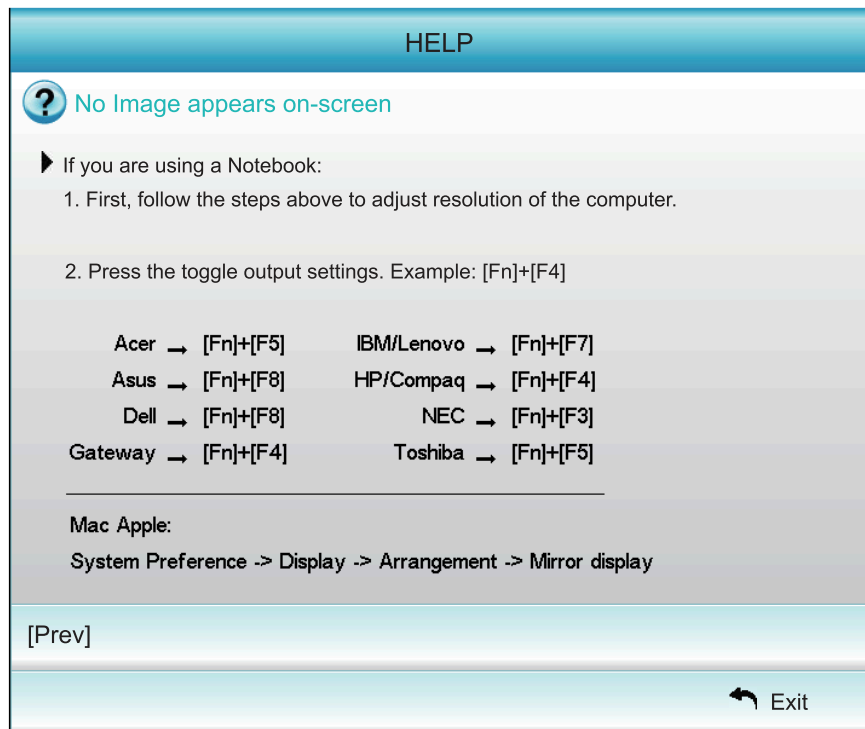 HELP
? No Image appears on-screen
If you are using a Notebook:
1. First, follow the steps above to adjust resolution of the computer.
2. Press the toggle output settings. Example: [Fn]+[F4]
Acer → [Fn]+[F5] IBM/Lenovo → [Fn]+[F7]
Asus → [Fn]+[F8] HP/Compaq → [Fn]+[F4]
Dell → [Fn]+[F8] NEC → [Fn]+[F3]
Gateway → [Fn]+[F4] Toshiba → [Fn]+[F5]
Mac Apple:
System Preference -> Display -> Arrangement -> Mirror display
[Prev]
Exit